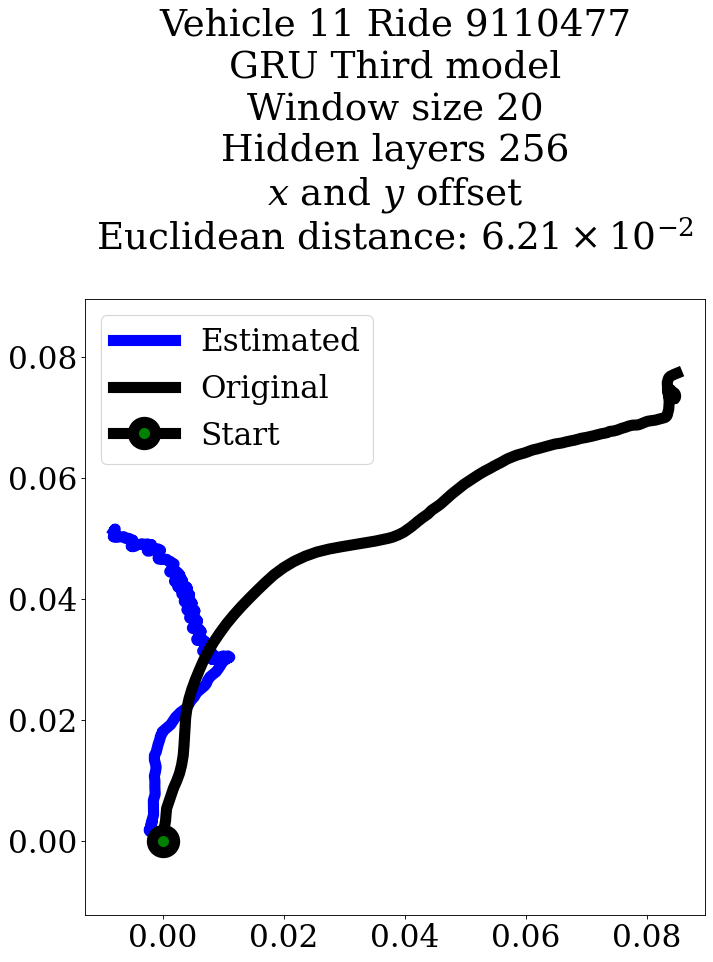 Vehicle 11 Ride 9110477
GRU Third model
Window size 20
Hidden layers 256
x and y offset
Euclidean distance: 6.21 × 10⁻²
Estimated
Original
Start
0.08
0.06
0.04
0.02
0.00
0.00 0.02 0.04 0.06 0.08